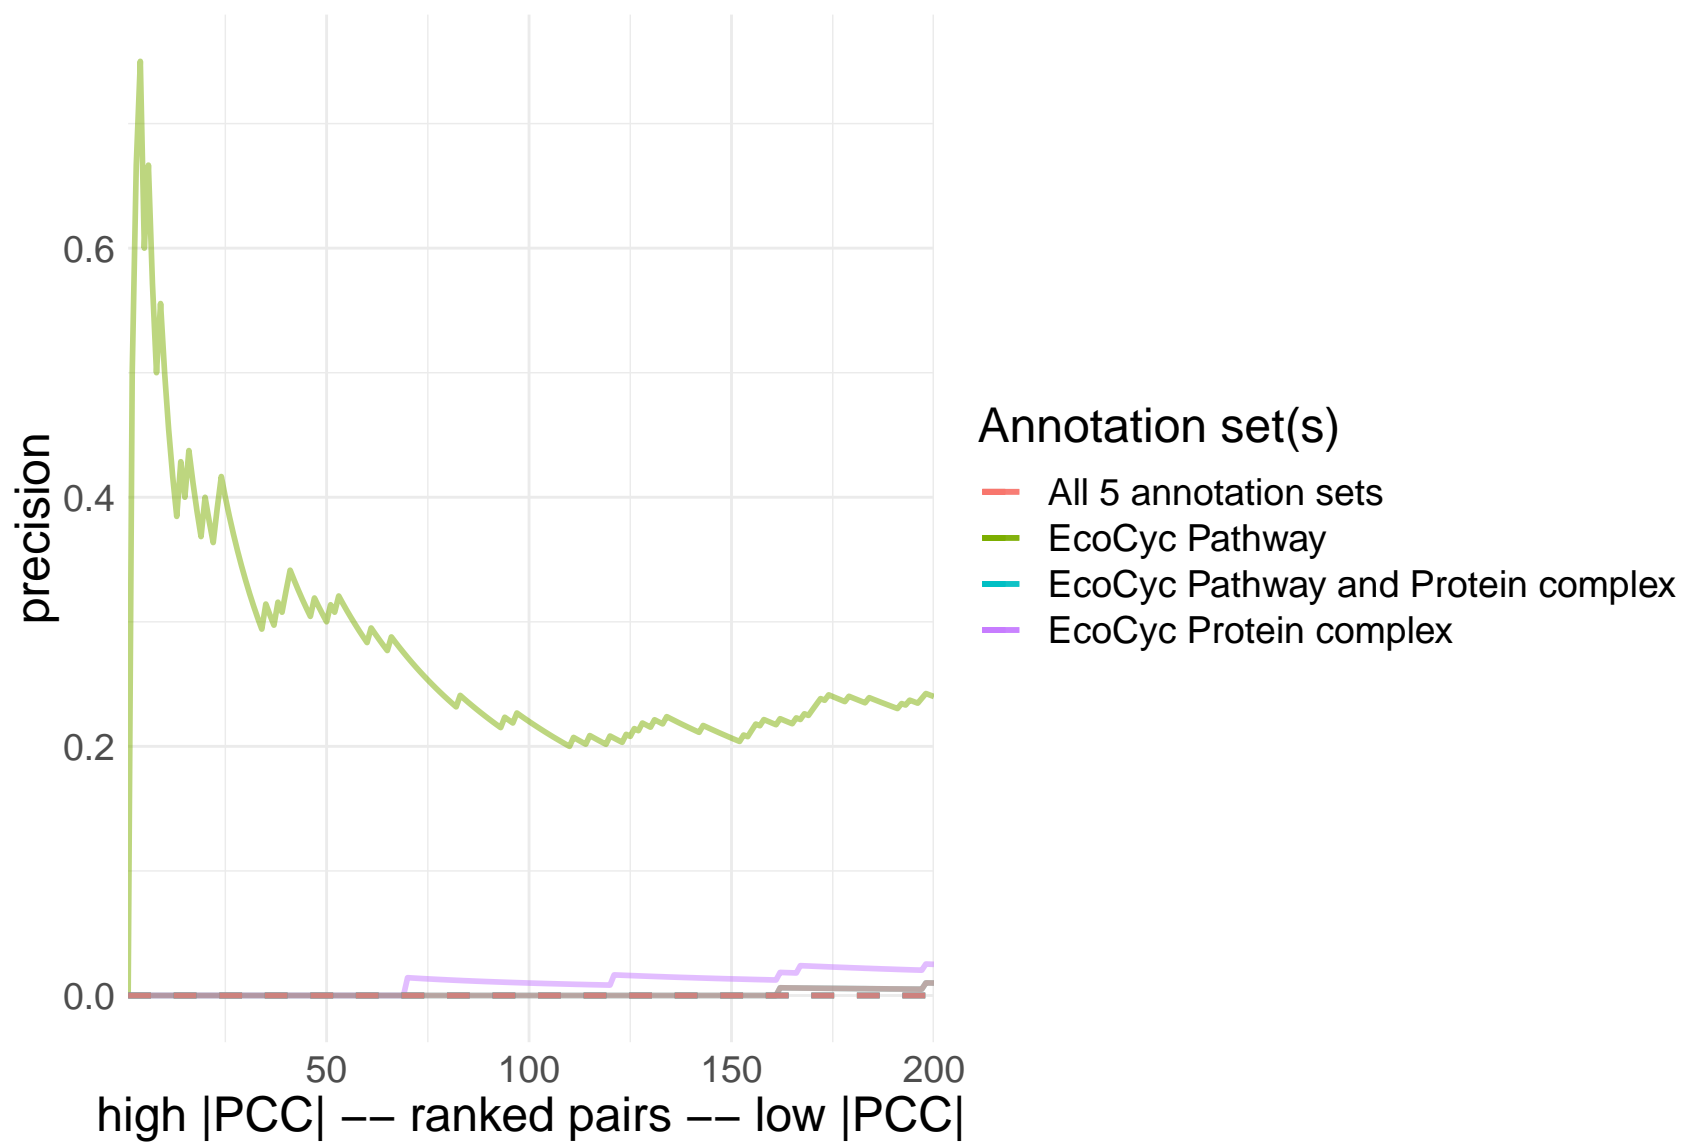 precision
0.6
0.4
0.2
0.0
50 100 150 200
high |PCC| −− ranked pairs −− low |PCC|
Annotation set(s)
All 5 annotation sets
EcoCyc Pathway
EcoCyc Pathway and Protein complex
EcoCyc Protein complex